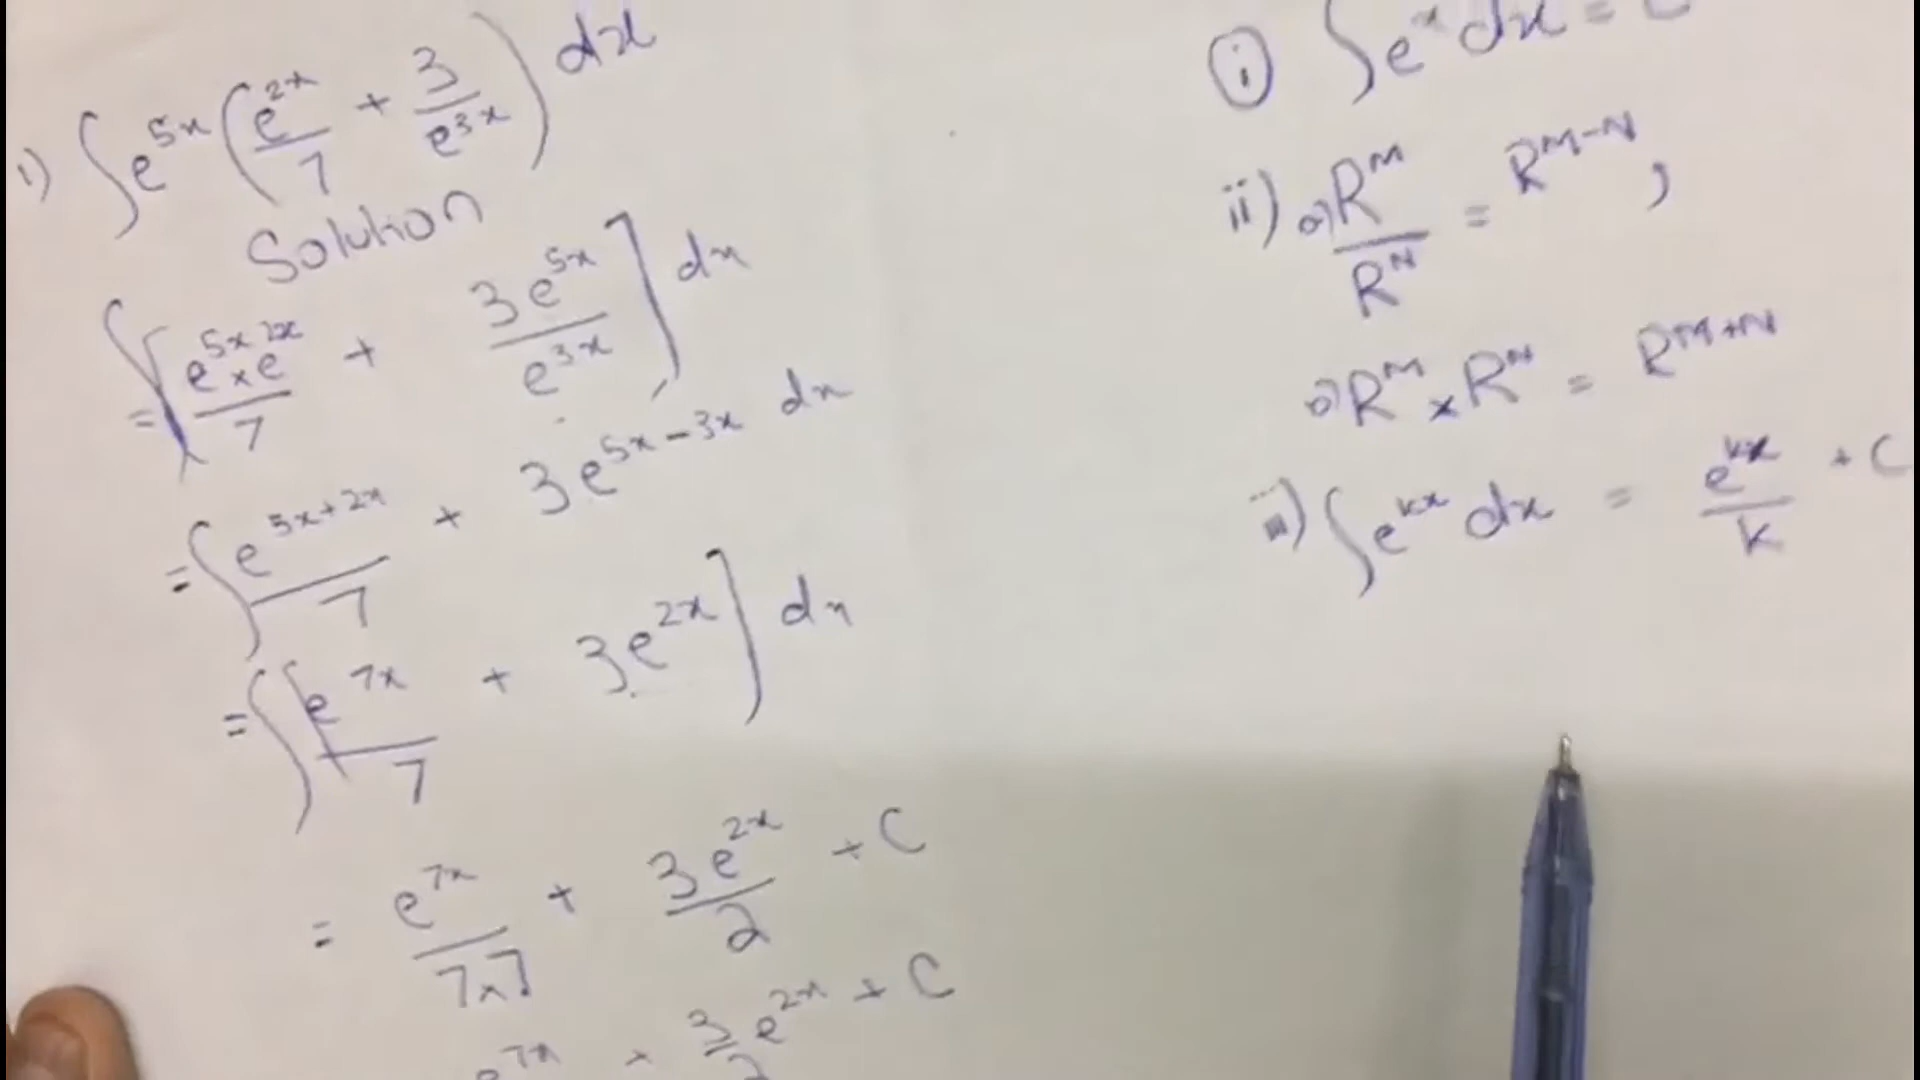 1) ∫e^{5x}(e^{2x}/7 + 3/e^{3x}) dx
Solution
= ∫[e^{5x}×e^{2x}/7 + 3e^{5x}/e^{3x}] dx
= ∫e^{5x+2x}/7 + 3e^{5x-3x} dx
= ∫[e^{7x}/7 + 3e^{2x}] dx
= e^{7x}/7×7 + 3e^{2x}/2 + C
e^{7x} + 3/2 e^{2x} + C
i ∫e^x dx =
ii) a) R^M/R^N = R^{M-N},
b) R^M × R^N = R^{M+N}
iii) ∫e^{kx} dx = e^{kx}/k + C